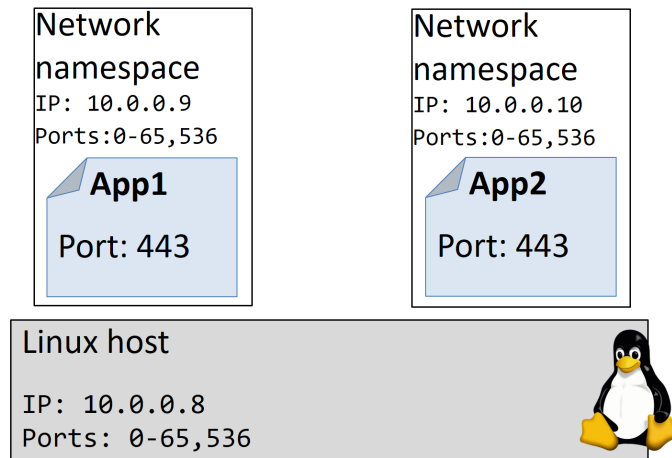 Network
namespace
IP: 10.0.0.9
Ports:0-65,536
App1
Port: 443
Network
namespace
IP: 10.0.0.10
Ports:0-65,536
App2
Port: 443
Linux host
IP: 10.0.0.8
Ports: 0-65,536